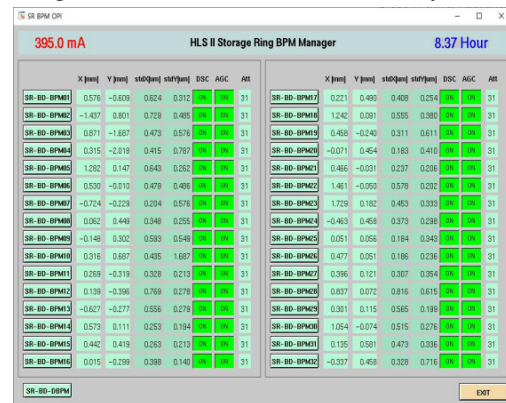 SR BPM OPI
395.0 mA HLS II Storage Ring BPM Manager 8.37 Hour
X [mm] Y [mm] stdX[um] stdY[um] DSC AGC Att X [mm] Y [mm] stdX[um] stdY[um] DSC AGC Att
SR-BD-BPM01 0.576 -0.609 0.624 0.312 ON ON 31 SR-BD-BPM17 0.221 0.490 0.408 0.254 ON ON 31
SR-BD-BPM02 -1.437 0.801 0.729 0.485 ON ON 31 SR-BD-BPM18 1.242 0.091 0.555 0.380 ON ON 31
SR-BD-BPM03 0.871 -1.687 0.473 0.576 ON ON 31 SR-BD-BPM19 0.458 -0.240 0.311 0.611 ON ON 31
SR-BD-BPM04 0.315 -2.018 0.415 0.787 ON ON 31 SR-BD-BPM20 -0.071 0.454 0.183 0.410 ON ON 31
SR-BD-BPM05 1.282 0.147 0.643 0.262 ON ON 31 SR-BD-BPM21 0.466 -0.031 0.237 0.206 ON ON 31
SR-BD-BPM06 0.530 -0.010 0.479 0.486 ON ON 31 SR-BD-BPM22 1.461 -0.050 0.578 0.202 ON ON 31
SR-BD-BPM07 -0.724 -0.229 0.204 0.576 ON ON 31 SR-BD-BPM23 1.729 0.182 0.453 0.333 ON ON 31
SR-BD-BPM08 0.062 0.449 0.348 0.255 ON ON 31 SR-BD-BPM24 -0.463 0.458 0.373 0.298 ON ON 31
SR-BD-BPM09 -0.148 0.302 0.593 0.549 ON ON 31 SR-BD-BPM25 0.051 0.056 0.184 0.343 ON ON 31
SR-BD-BPM10 0.316 0.687 0.435 1.687 ON ON 31 SR-BD-BPM26 0.477 0.051 0.186 0.236 ON ON 31
SR-BD-BPM11 0.269 -0.319 0.328 0.213 ON ON 31 SR-BD-BPM27 0.396 0.121 0.307 0.354 ON ON 31
SR-BD-BPM12 0.139 -0.396 0.769 0.278 ON ON 31 SR-BD-BPM28 0.837 0.072 0.816 0.615 ON ON 31
SR-BD-BPM13 -0.627 -0.277 0.556 0.279 ON ON 31 SR-BD-BPM29 0.301 0.115 0.565 0.199 ON ON 31
SR-BD-BPM14 0.573 0.111 0.253 0.194 ON ON 31 SR-BD-BPM30 1.054 -0.074 0.515 0.276 ON ON 31
SR-BD-BPM15 0.442 0.419 0.263 0.213 ON ON 31 SR-BD-BPM31 0.135 0.581 0.473 0.336 ON ON 31
SR-BD-BPM16 0.015 -0.299 0.398 0.140 ON ON 31 SR-BD-BPM32 -0.337 0.458 0.328 0.716 ON ON 31
SR-BD-DBPM EXIT